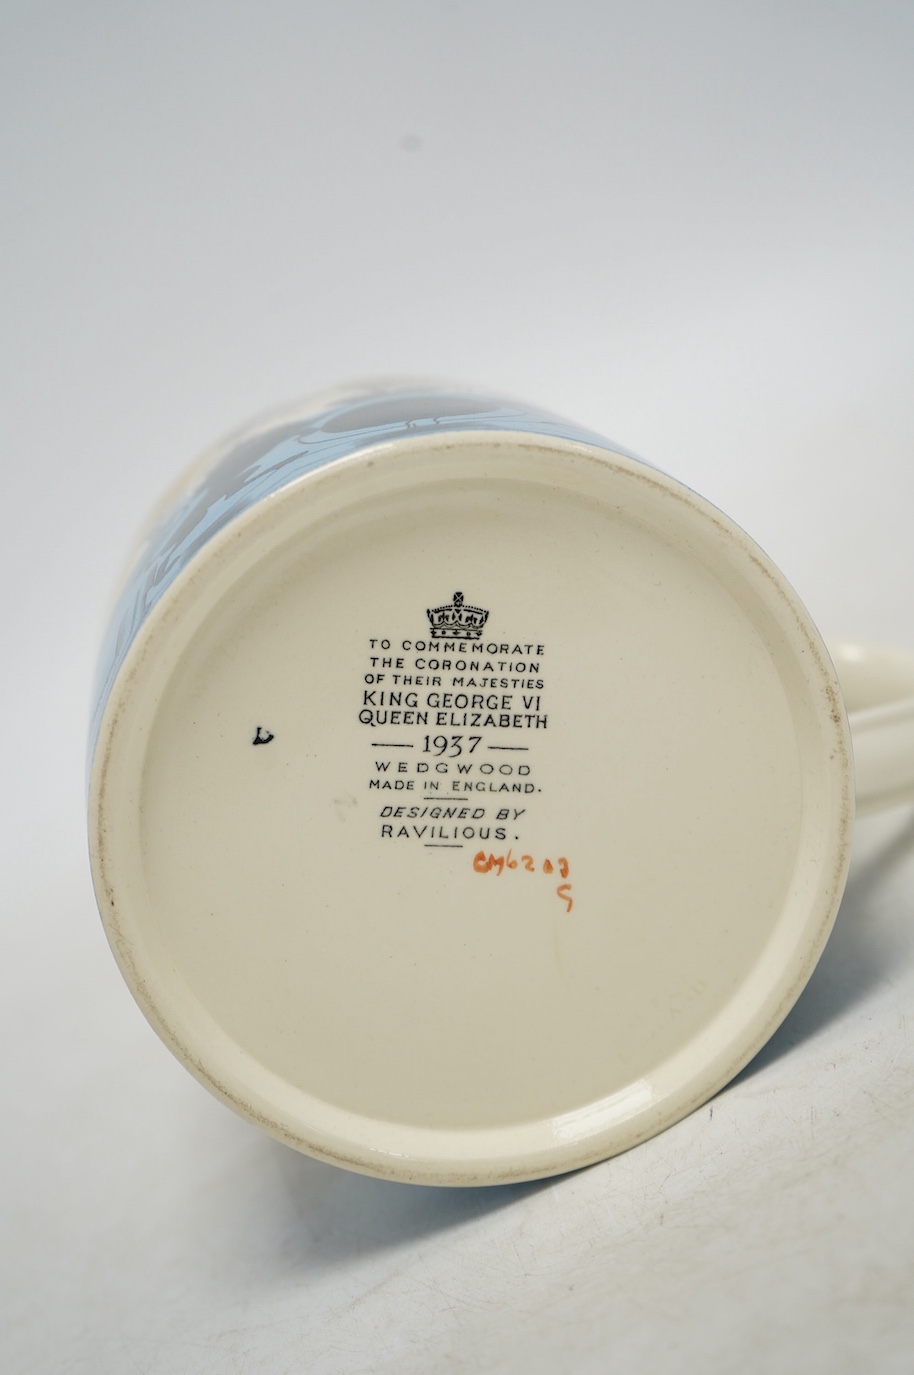 TO COMMEMORATE
THE CORONATION
OF THEIR MAJESTIES
KING GEORGE VI
QUEEN ELIZABETH
1937
WEDGWOOD
MADE IN ENGLAND.
DESIGNED BY
RAVILIOUS.